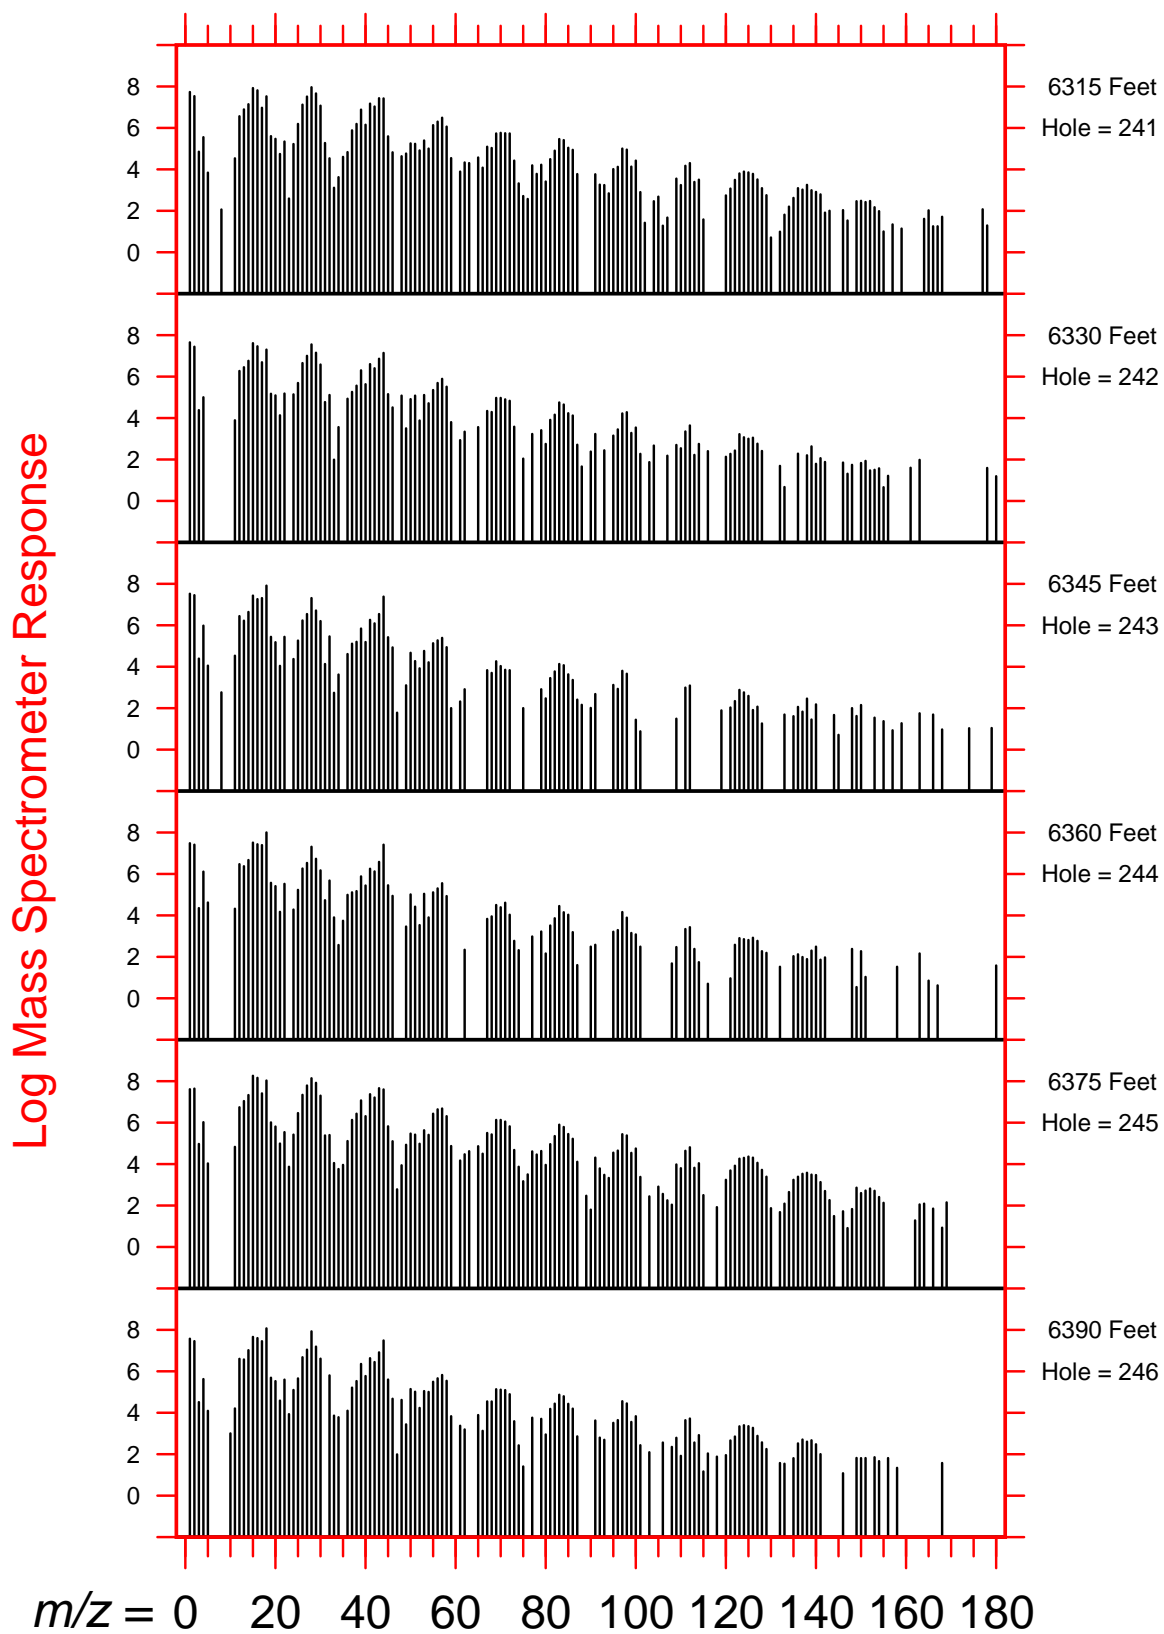 8
6
4
2
0
6315 Feet
Hole = 241
8
6
4
2
0
6330 Feet
Hole = 242
8
6
4
2
0
6345 Feet
Hole = 243
8
6
4
2
0
6360 Feet
Hole = 244
8
6
4
2
0
6375 Feet
Hole = 245
8
6
4
2
0
6390 Feet
Hole = 246
Log Mass Spectrometer Response
m/z = 0 20 40 60 80 100 120 140 160 180